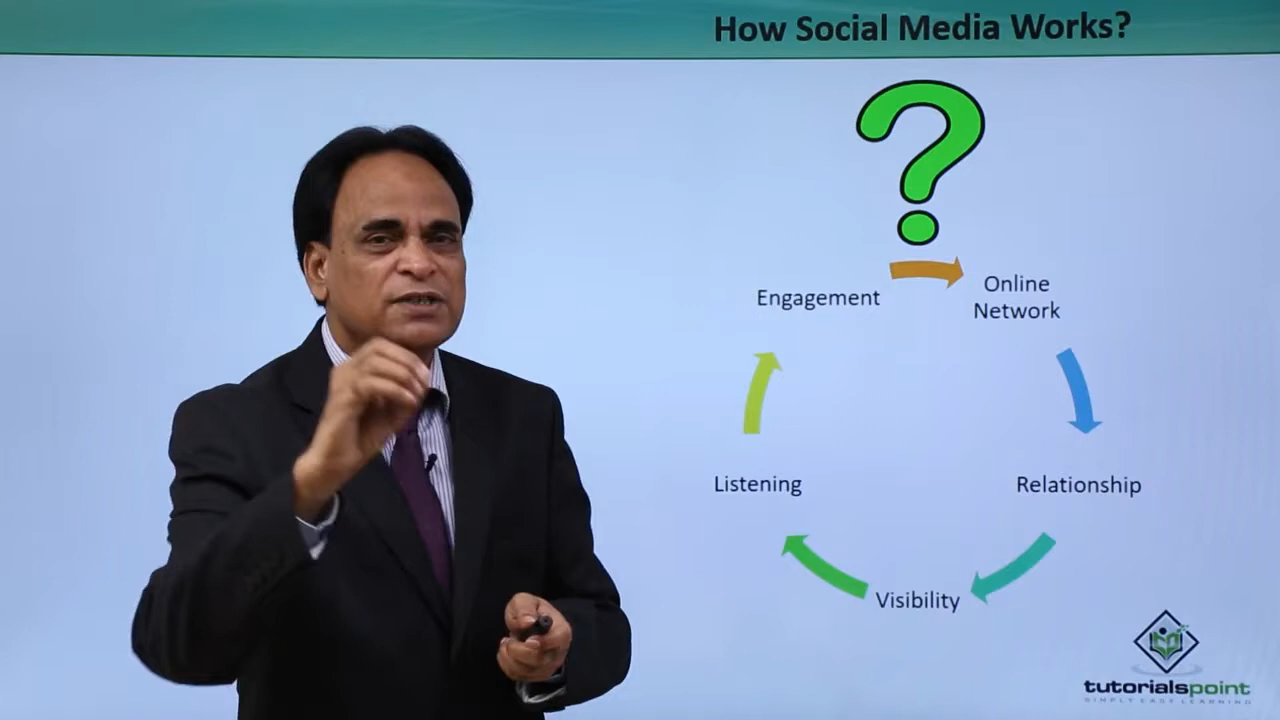 How Social Media Works?
Engagement
Online
Network
Listening
Relationship
Visibility
tutorialspoint
SIMPLY EASY LEARNING